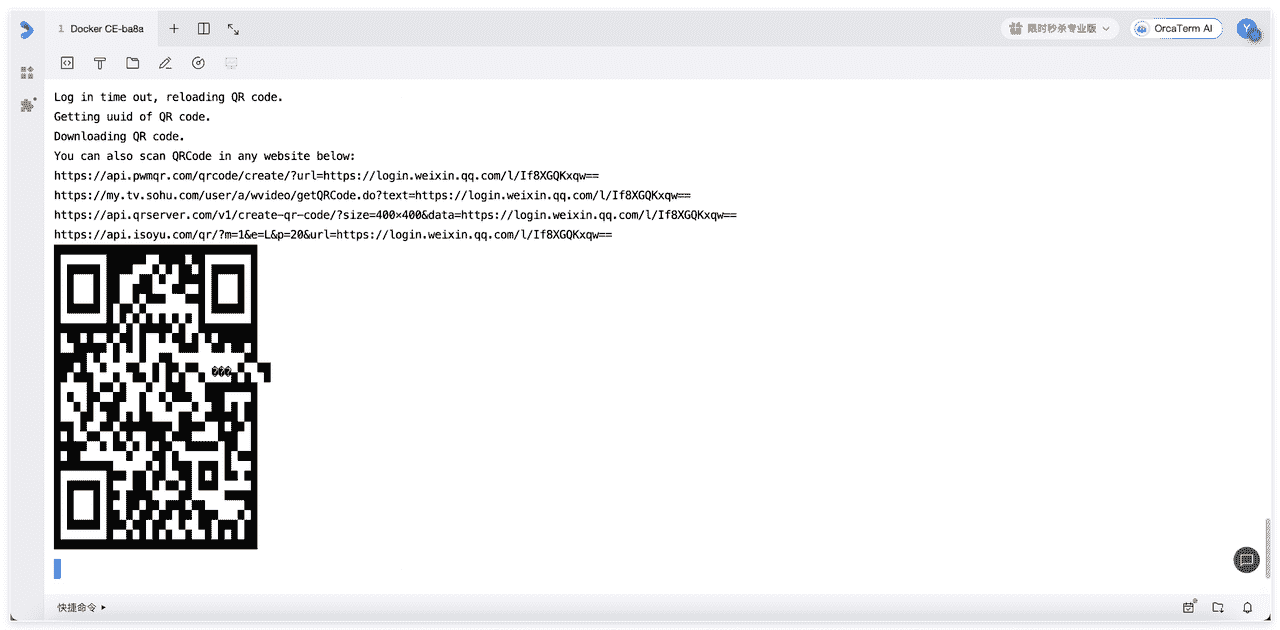 1 Docker CE-ba8a
限时秒杀专业版
OrcaTerm AI
Y
Log in time out, reloading QR code.
Getting uuid of QR code.
Downloading QR code.
You can also scan QRCode in any website below:
https://api.pwmqr.com/qrcode/create/?url=https://login.weixin.qq.com/l/If8XGQKxqw==
https://my.tv.sohu.com/user/a/wvideo/getQRCode.do?text=https://login.weixin.qq.com/l/If8XGQKxqw==
https://api.qrserver.com/v1/create-qr-code/?size=400×400&data=https://login.weixin.qq.com/l/If8XGQKxqw==
https://api.isoyu.com/qr/?m=1&e=L&p=20&url=https://login.weixin.qq.com/l/If8XGQKxqw==
���
快捷命令